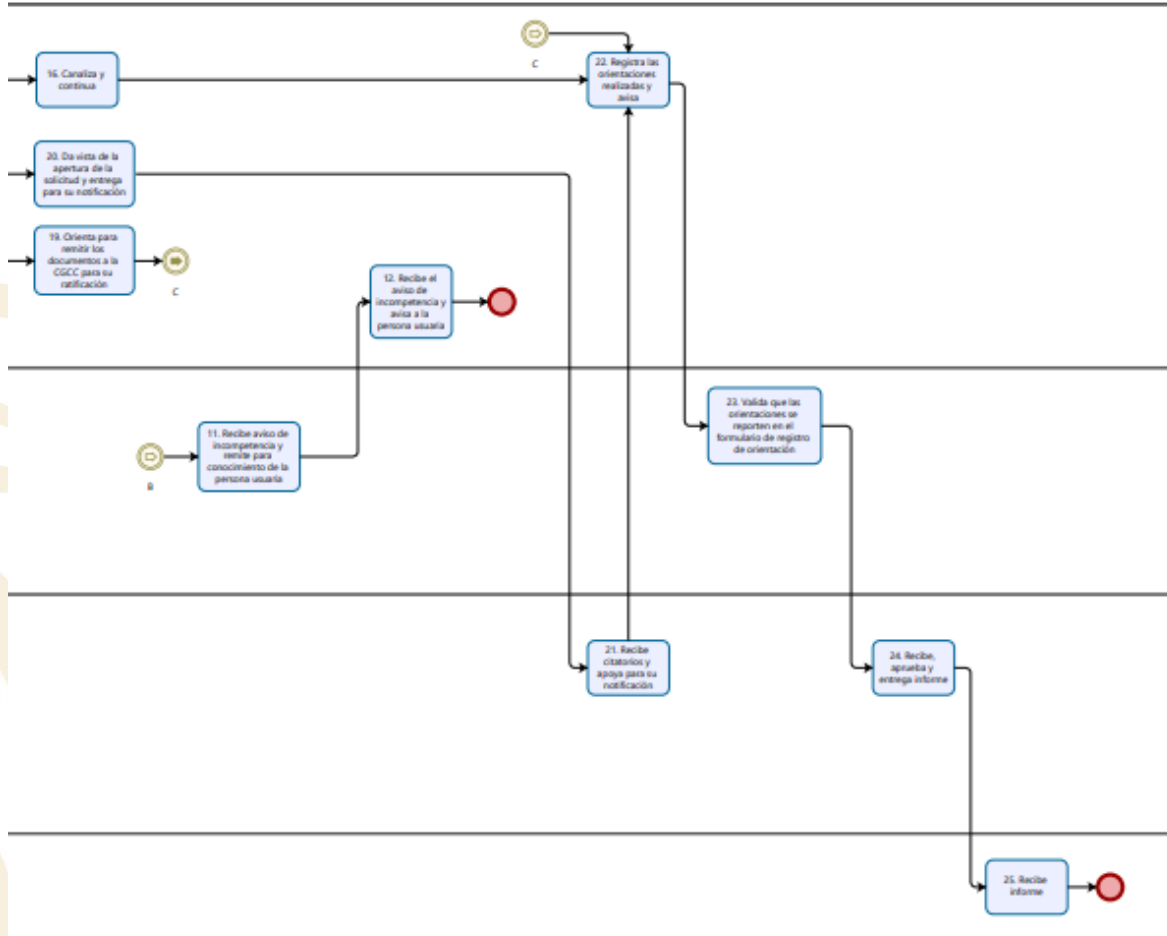 C
16. Canaliza y
continua
22. Registra las
orientaciones
realizadas y
avisa
20. Da vista de la
apertura de la
solicitud y entrega
para su notificación
19. Orienta para
remitir los
documentos a la
CGCC para su
ratificación
C
12. Recibe el
aviso de
incompetencia y
avisa a la
persona usuaria
23. Valida que las
orientaciones se
reporten en el
formulario de registro
de orientación
11. Recibe aviso de
incompetencia y
remite para
conocimiento de la
persona usuaria
B
21. Recibe
citatorios y
apoya para su
notificación
24. Recibe,
aprueba y
entrega informe
25. Recibe
informe